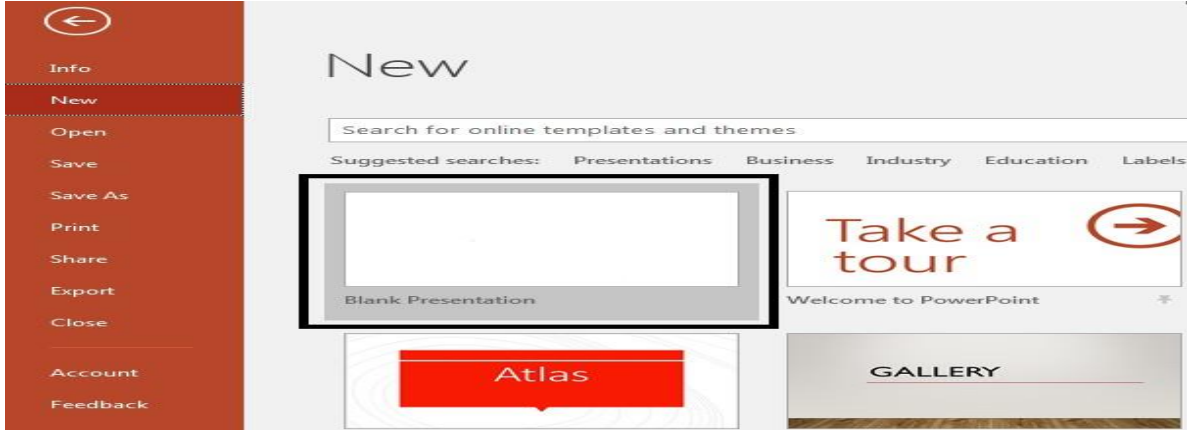 Info
New
Open
Save
Save As
Print
Share
Export
Close
Account
Feedback
New
Search for online templates and themes
Suggested searches: Presentations Business Industry Education Labels
Take a
tour
Blank Presentation
Welcome to PowerPoint
Atlas
GALLERY